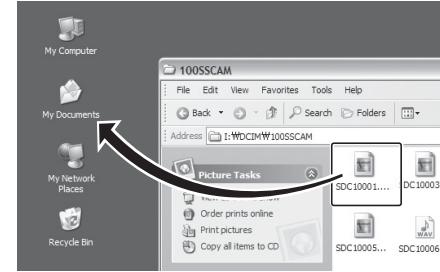 My Computer
My Documents
My Network
Places
Recycle Bin
100SSCAM
File Edit View Favorites Tools Help
Back Search Folders
Address I:₩DCIM₩100SSCAM
Picture Tasks
Order prints online
Print pictures
Copy all items to CD
SDC10001....
SDC10003
SDC10005...
SDC10006
WAV